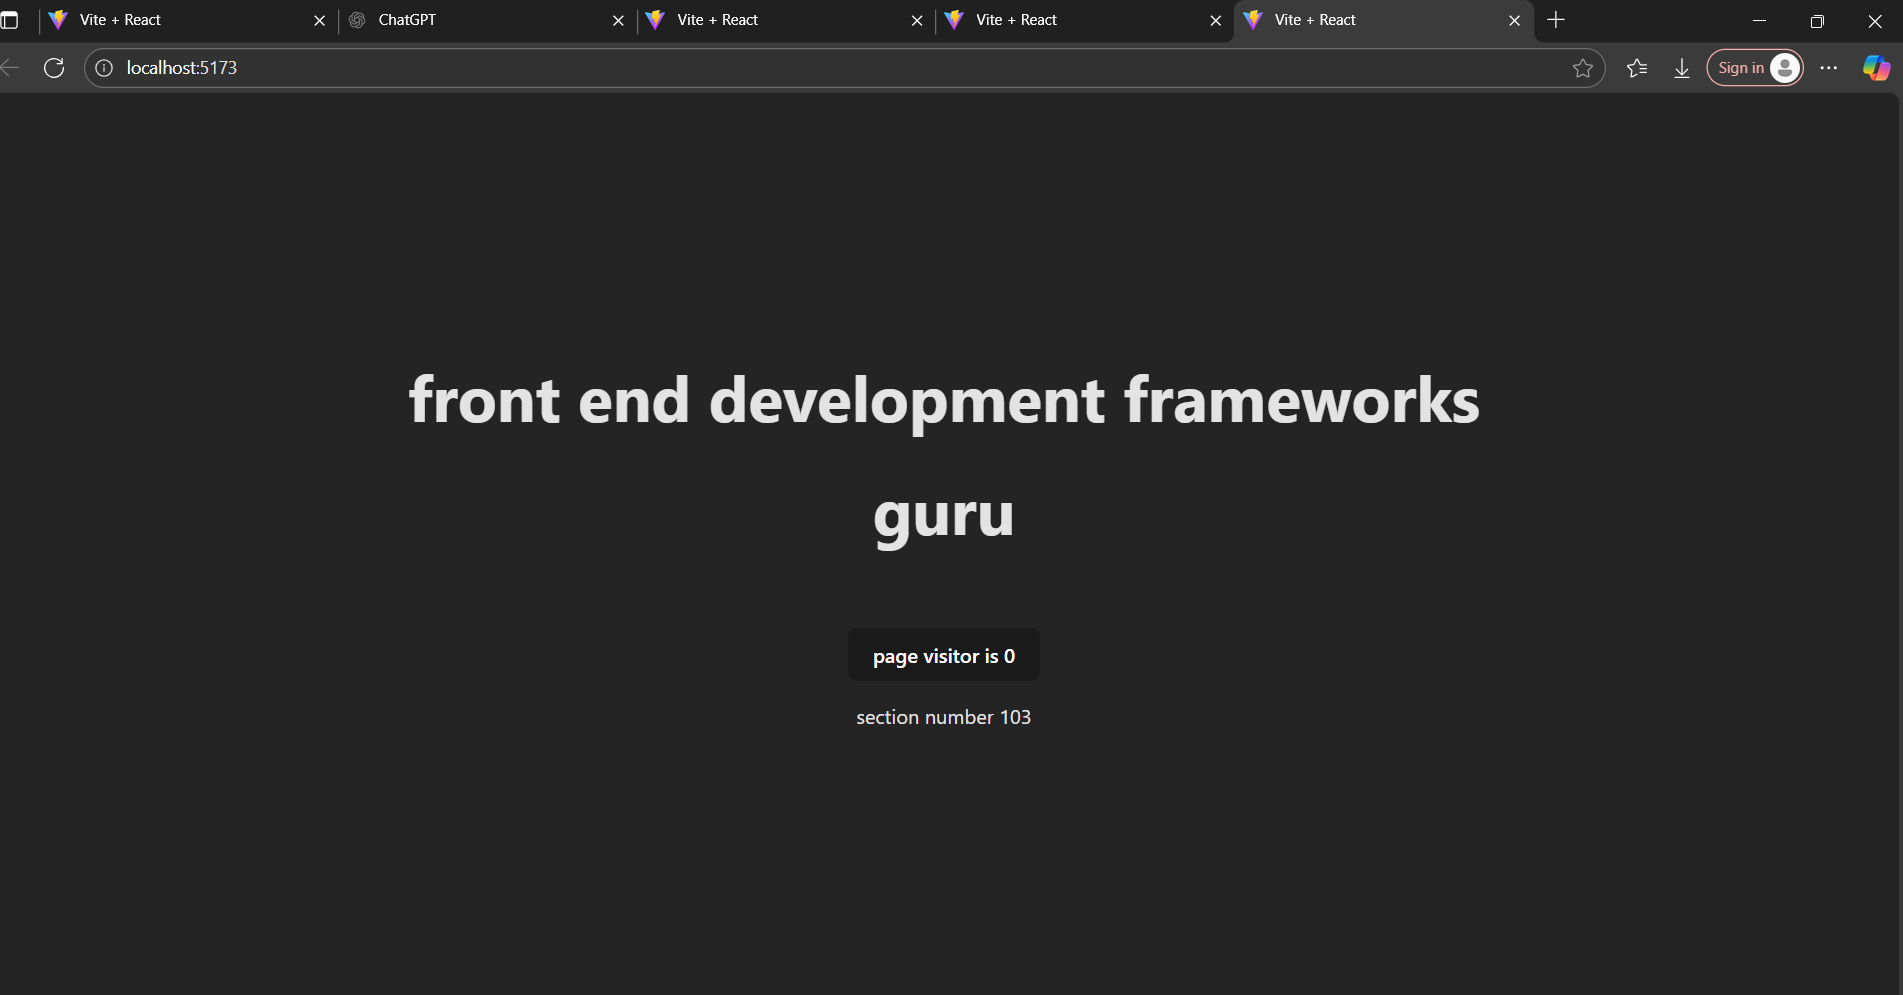 Vite + React
ChatGPT
Vite + React
Vite + React
Vite + React
localhost:5173
Sign in
front end development frameworks
guru
page visitor is 0
section number 103